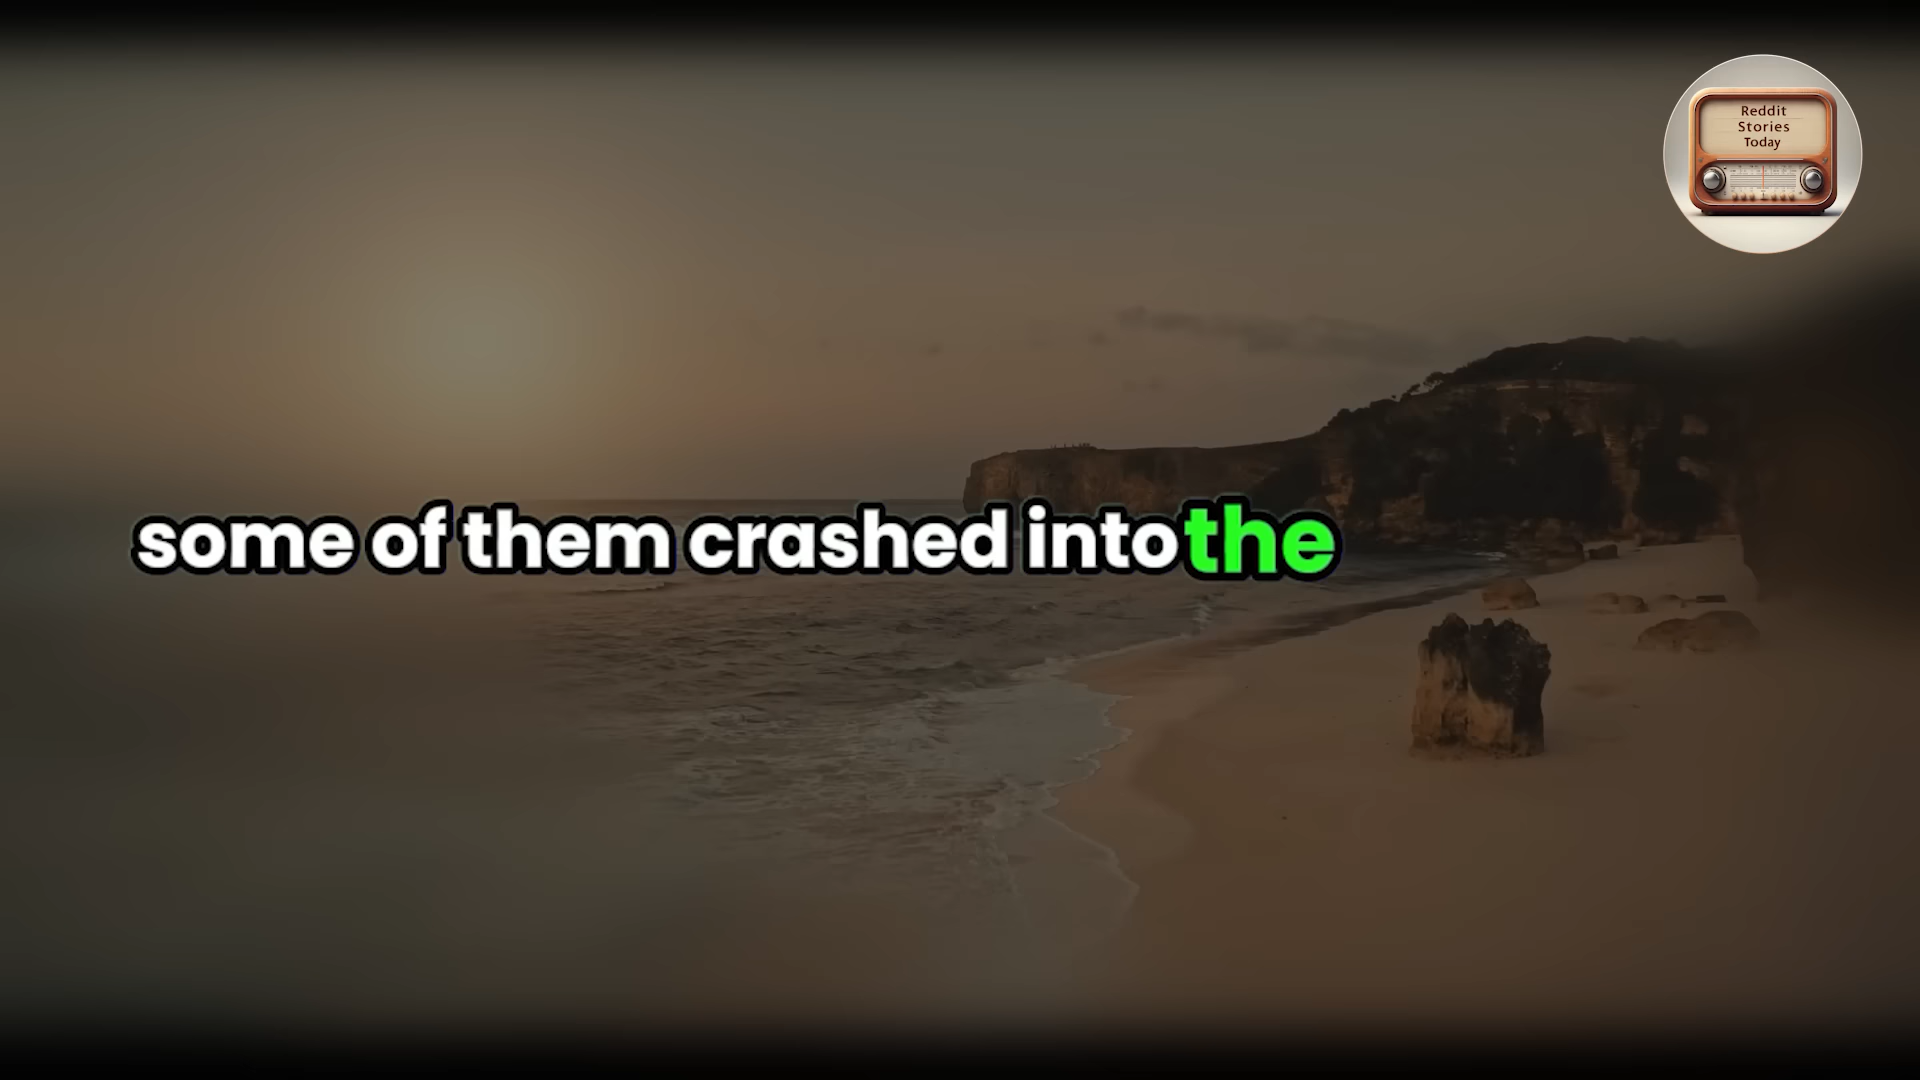 Reddit
Stories
Today
some of them crashed into the